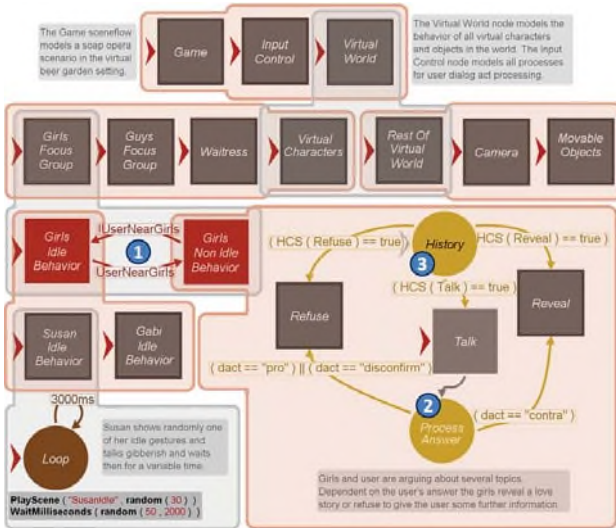 The Game sceneflow
models a soap opera
scenario in the virtual
beer garden setting.
Game
Input
Control
Virtual
World
The Virtual World node models the
behavior of all virtual characters
and objects in the world. The Input
Control node models all processes
for user dialog act processing.
Girls
Focus
Group
Guys
Focus
Group
Waitress
Virtual
Characters
Rest Of
Virtual
World
Camera
Movable
Objects
Girls
Idle
Behavior
!UserNearGirls
1
UserNearGirls
Girls
Non Idle
Behavior
( HCS ( Refuse ) == true)
History
3
HCS ( Reveal ) == true)
( HCS ( Talk ) == true)
Refuse
Talk
Reveal
( dact == "pro" ) || ( dact == "disconfirm" )
2
Process
Answer
( dact == "contra" )
Susan
Idle
Behavior
Gabi
Idle
Behavior
3000ms
Loop
Susan shows randomly one
of her idle gestures and
talks gibberish and waits
then for a variable time.
PlayScene ( "SusanIdle" , random ( 30 ) )
WaitMilliseconds ( random ( 50 , 2000 ) )
Girls and user are arguing about several topics.
Dependent on the user's answer the girls reveal a love
story or refuse to give the user some further information.